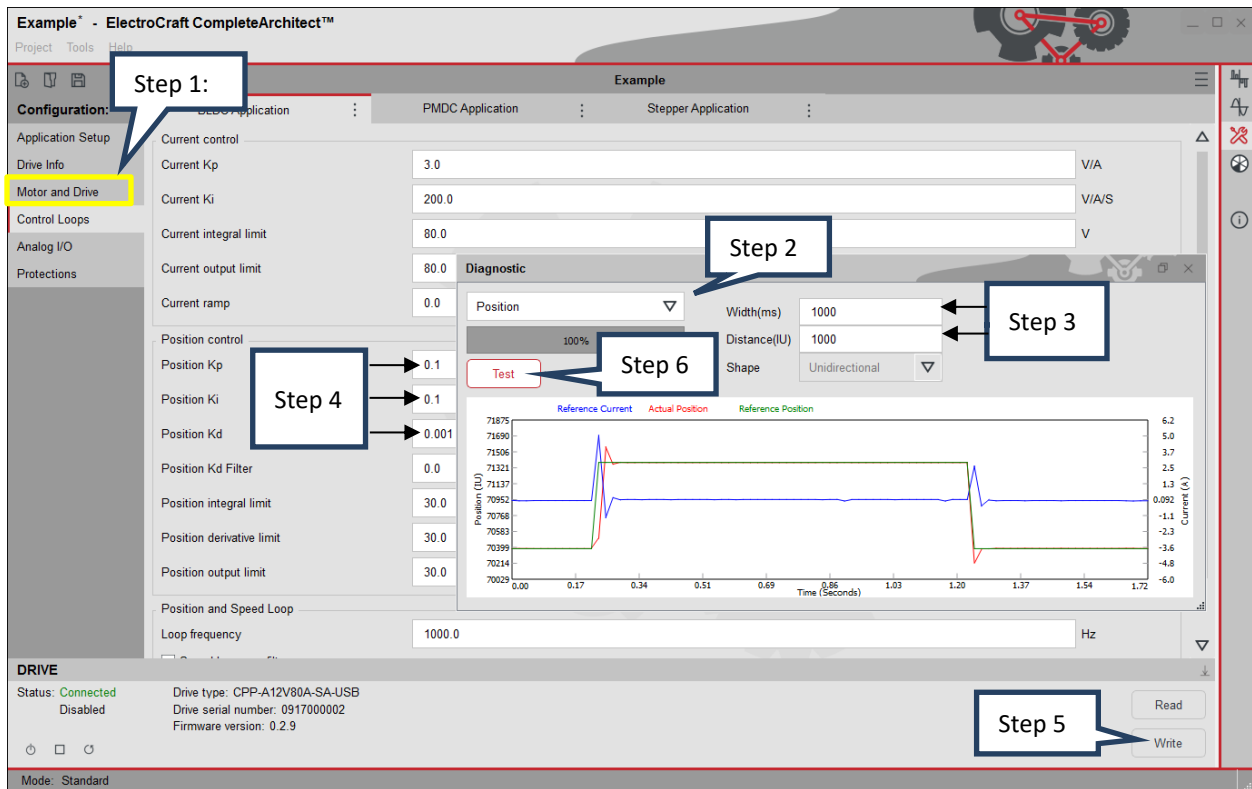 Example* - ElectroCraft CompleteArchitect™
Project Tools Help
Step 1:
Example
Configuration:
Application
PMDC Application
Stepper Application
Application Setup
Drive Info
Motor and Drive
Control Loops
Analog I/O
Protections
Current control
Current Kp 3.0 V/A
Current Ki 200.0 V/A/S
Current integral limit 80.0 V
Current output limit 80.0
Current ramp 0.0
Position control
Position Kp 0.1
Position Ki 0.1
Position Kd 0.001
Position Kd Filter 0.0
Position integral limit 30.0
Position derivative limit 30.0
Position output limit 30.0
Step 4
Position and Speed Loop
Loop frequency 1000.0 Hz
Step 2
Diagnostic
Position
100%
Test
Width(ms) 1000
Distance(IU) 1000
Shape Unidirectional
Step 3
Step 6
Reference Current Actual Position Reference Position
Position (IU)
71875
71690
71506
71321
71137
70952
70768
70583
70399
70214
70029
6.2
5.0
3.7
2.5
1.3
0.092
-1.1
-2.3
-3.6
-4.8
-6.0
Current (A)
0.00 0.17 0.34 0.51 0.69 0.86 1.03 1.20 1.37 1.54 1.72
Time (Seconds)
DRIVE
Status: Connected
Disabled
Drive type: CPP-A12V80A-SA-USB
Drive serial number: 0917000002
Firmware version: 0.2.9
Step 5
Read
Write
Mode: Standard